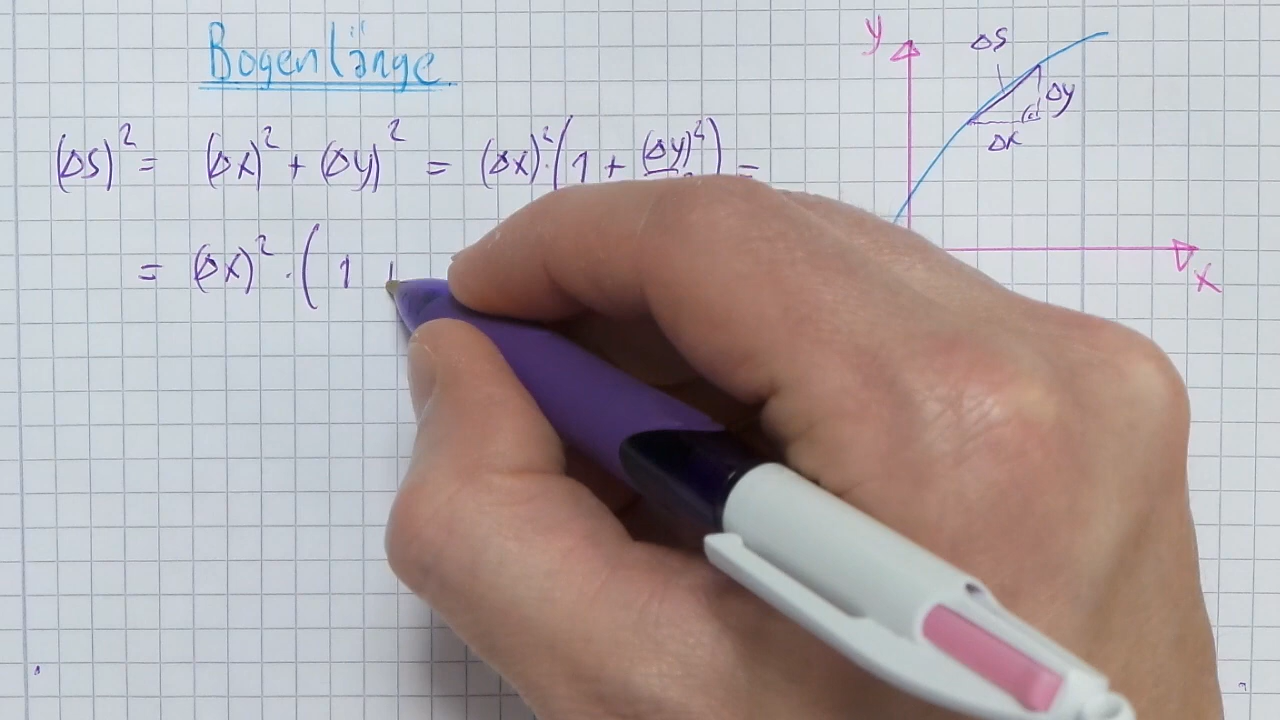 Bogenlänge
(Δs)² = (Δx)² + (Δy)² = (Δx)²·(1 + (Δy)²) =
= (Δx)² · (1
y
Δs
Δy
Δx
x